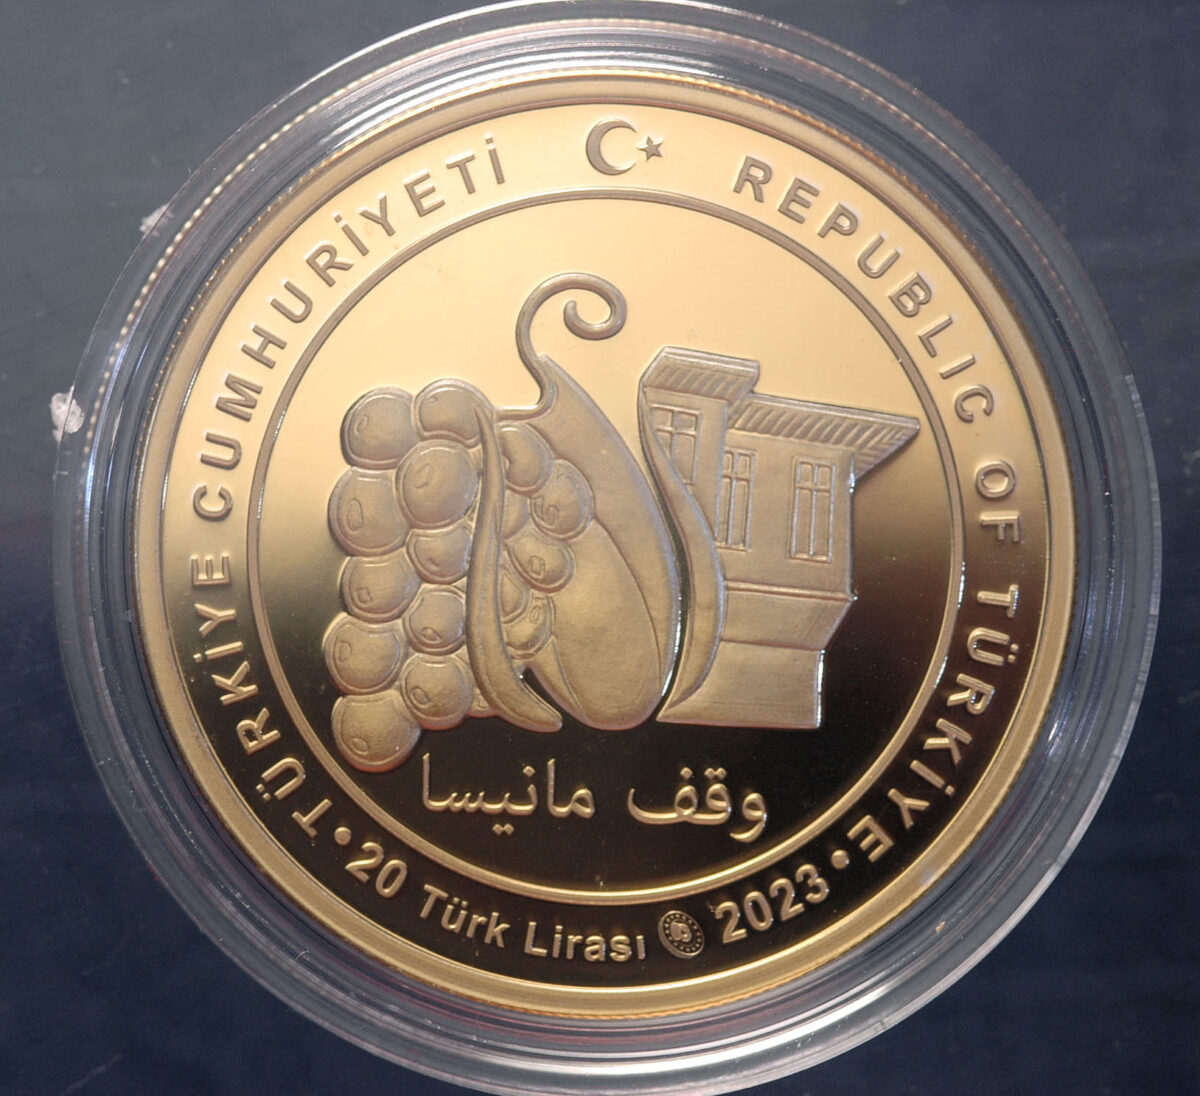 TÜRKİYE CUMHURİYETİ
REPUBLIC OF TÜRKİYE
وقف مانيسا
• 20 Türk Lirası 2023 •